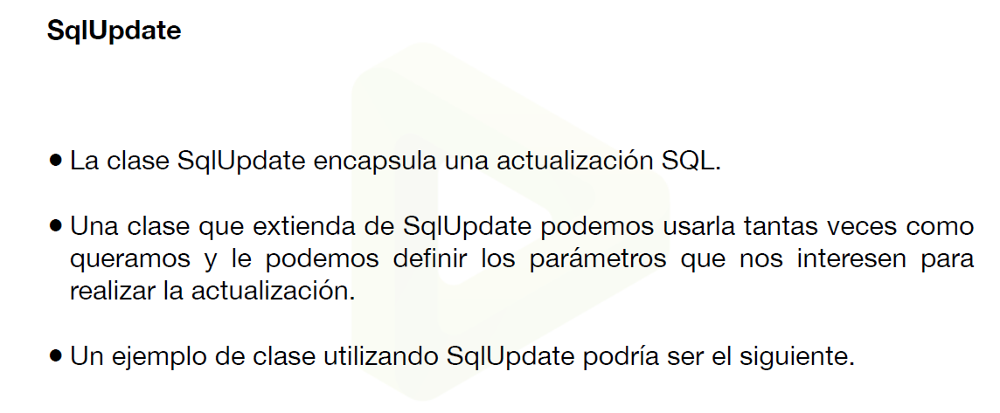 SqlUpdate
● La clase SqlUpdate encapsula una actualización SQL.
● Una clase que extienda de SqlUpdate podemos usarla tantas veces como
queramos y le podemos definir los parámetros que nos interesen para
realizar la actualización.
● Un ejemplo de clase utilizando SqlUpdate podría ser el siguiente.